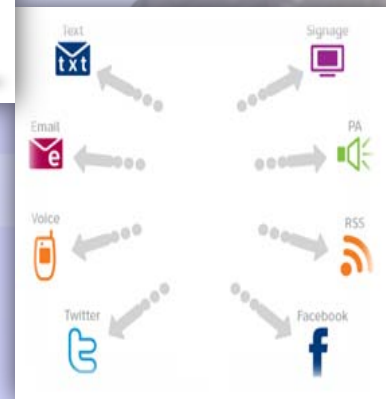 Text
txt
Signage
Email
e
PA
Voice
RSS
Twitter
Facebook